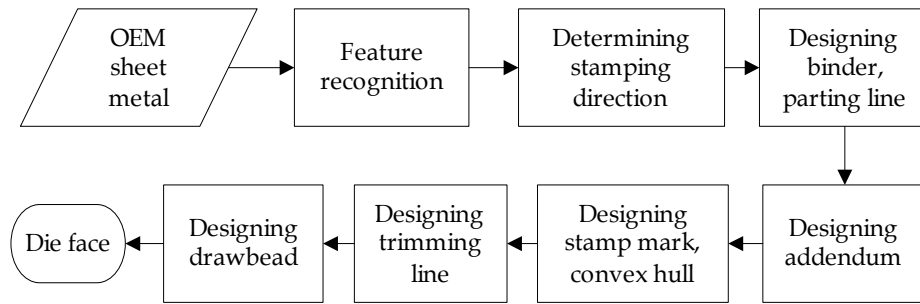 OEM
sheet
metal
Feature
recognition
Determining
stamping
direction
Designing
binder,
parting line
Designing
addendum
Designing
stamp mark,
convex hull
Designing
trimming
line
Designing
drawbead
Die face